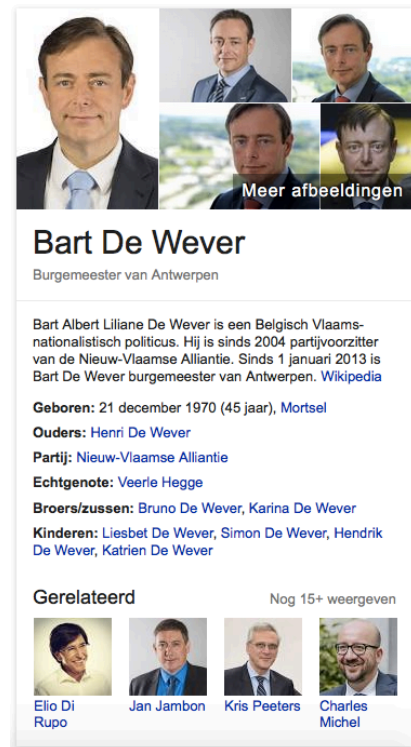 Meer afbeeldingen
Bart De Wever
Burgemeester van Antwerpen
Bart Albert Liliane De Wever is een Belgisch Vlaams-
nationalistisch politicus. Hij is sinds 2004 partijvoorzitter
van de Nieuw-Vlaamse Alliantie. Sinds 1 januari 2013 is
Bart De Wever burgemeester van Antwerpen. Wikipedia
Geboren: 21 december 1970 (45 jaar), Mortsel
Ouders: Henri De Wever
Partij: Nieuw-Vlaamse Alliantie
Echtgenote: Veerle Hegge
Broers/zussen: Bruno De Wever, Karina De Wever
Kinderen: Liesbet De Wever, Simon De Wever, Hendrik
De Wever, Katrien De Wever
Gerelateerd
Nog 15+ weergeven
Elio Di
Rupo
Jan Jambon
Kris Peeters
Charles
Michel